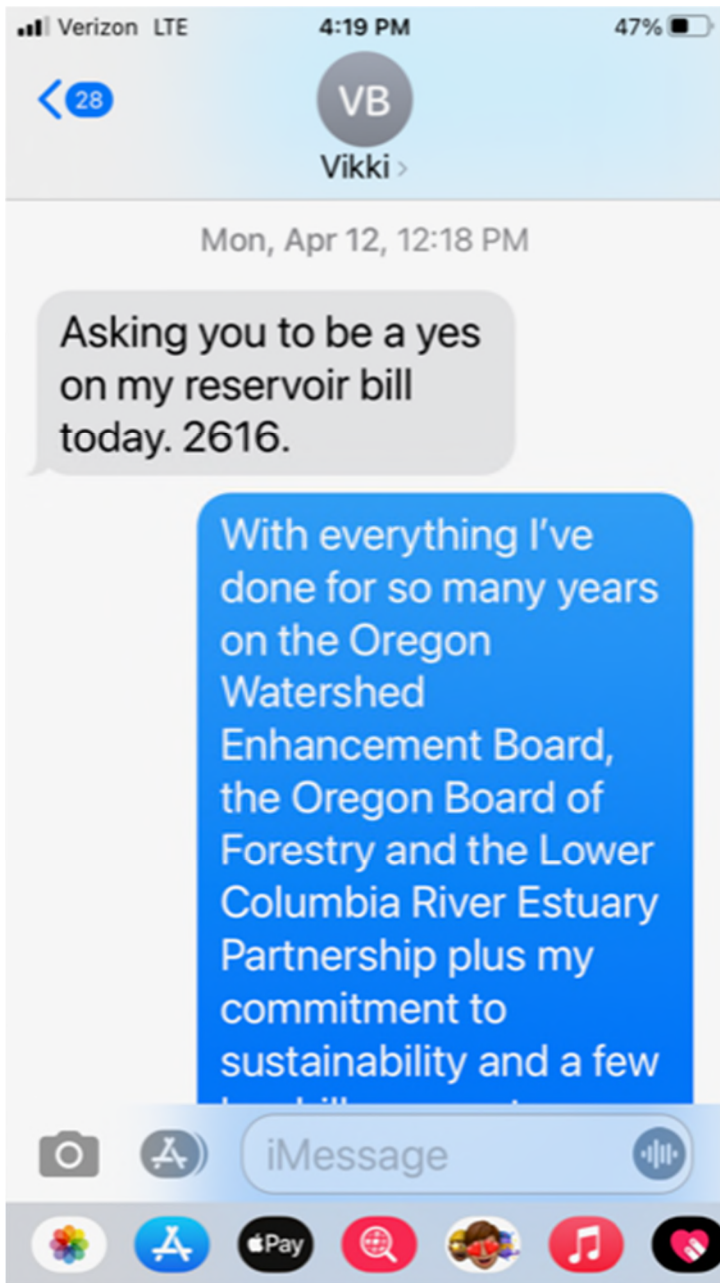 Verizon LTE 4:19 PM 47%
28
VB
Vikki
Mon, Apr 12, 12:18 PM
Asking you to be a yes
on my reservoir bill
today. 2616.
With everything I've
done for so many years
on the Oregon
Watershed
Enhancement Board,
the Oregon Board of
Forestry and the Lower
Columbia River Estuary
Partnership plus my
commitment to
sustainability and a few
iMessage
Pay